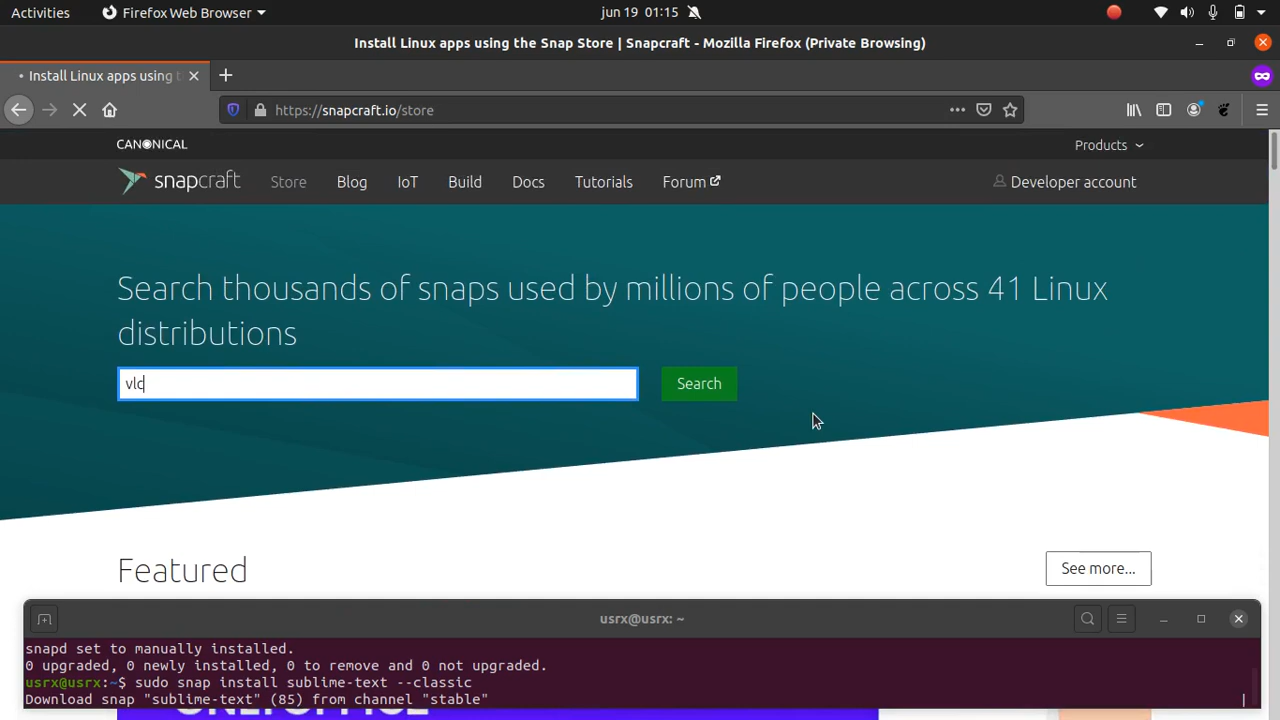 Activities Firefox Web Browser jun 19 01:15
Install Linux apps using the Snap Store | Snapcraft - Mozilla Firefox (Private Browsing)
Install Linux apps using t
https://snapcraft.io/store
CANONICAL Products
snapcraft Store Blog IoT Build Docs Tutorials Forum Developer account
Search thousands of snaps used by millions of people across 41 Linux
distributions
vlc Search
Featured See more...
usrx@usrx: ~
snapd set to manually installed.
0 upgraded, 0 newly installed, 0 to remove and 0 not upgraded.
usrx@usrx:~$ sudo snap install sublime-text --classic
Download snap "sublime-text" (85) from channel "stable" |